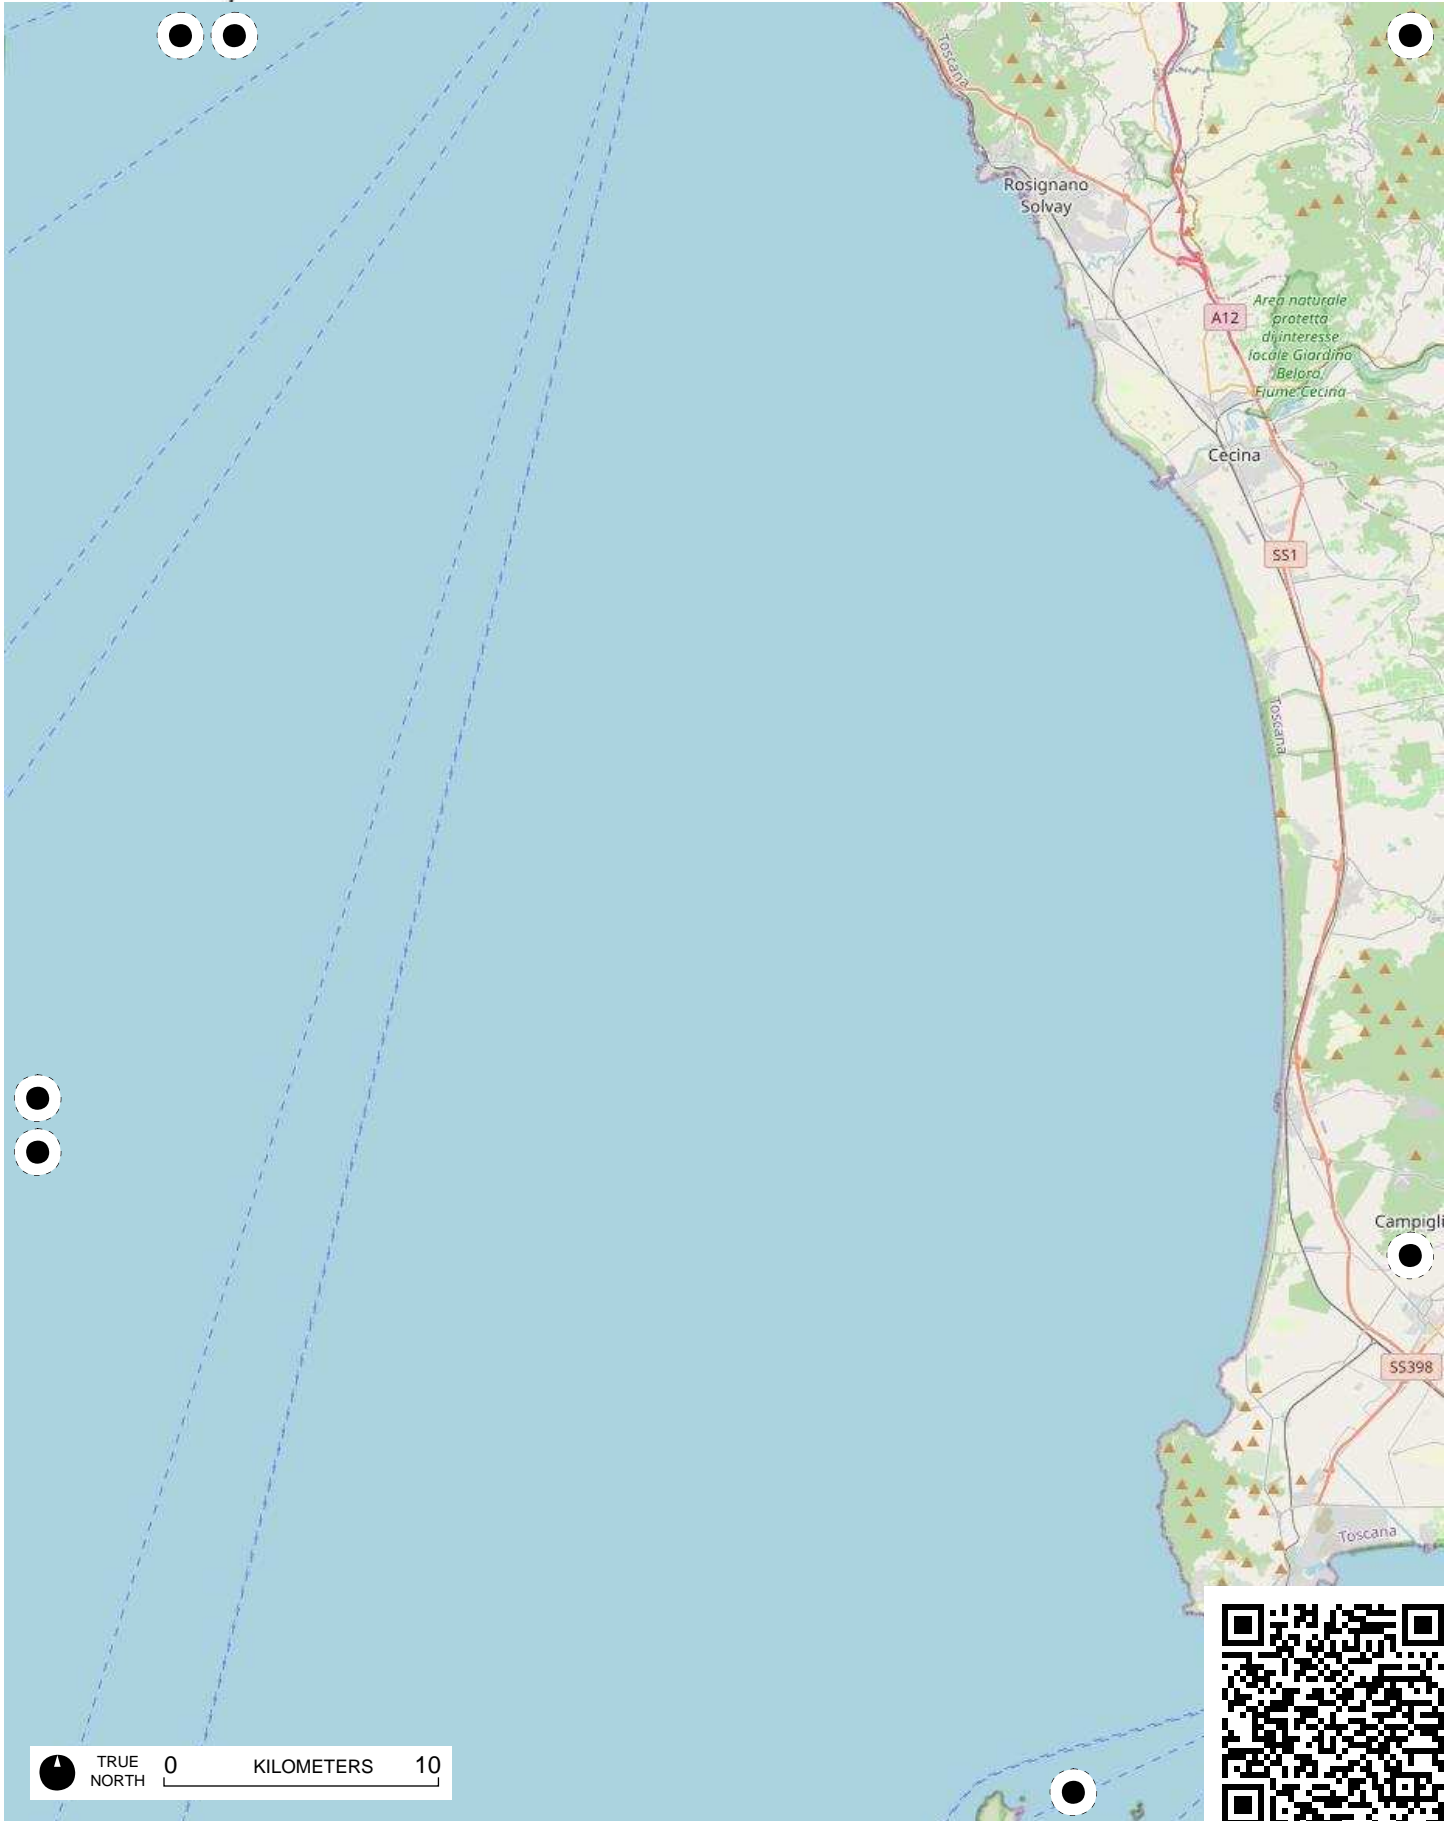 Toscana
Rosignano
Solvay
A12
Area naturale
protetta
di interesse
locale Giardino
Belora
Fiume Cecina
Cecina
SS1
Toscana
Campigli
SS398
Toscana
TRUE
NORTH
0 KILOMETERS 10